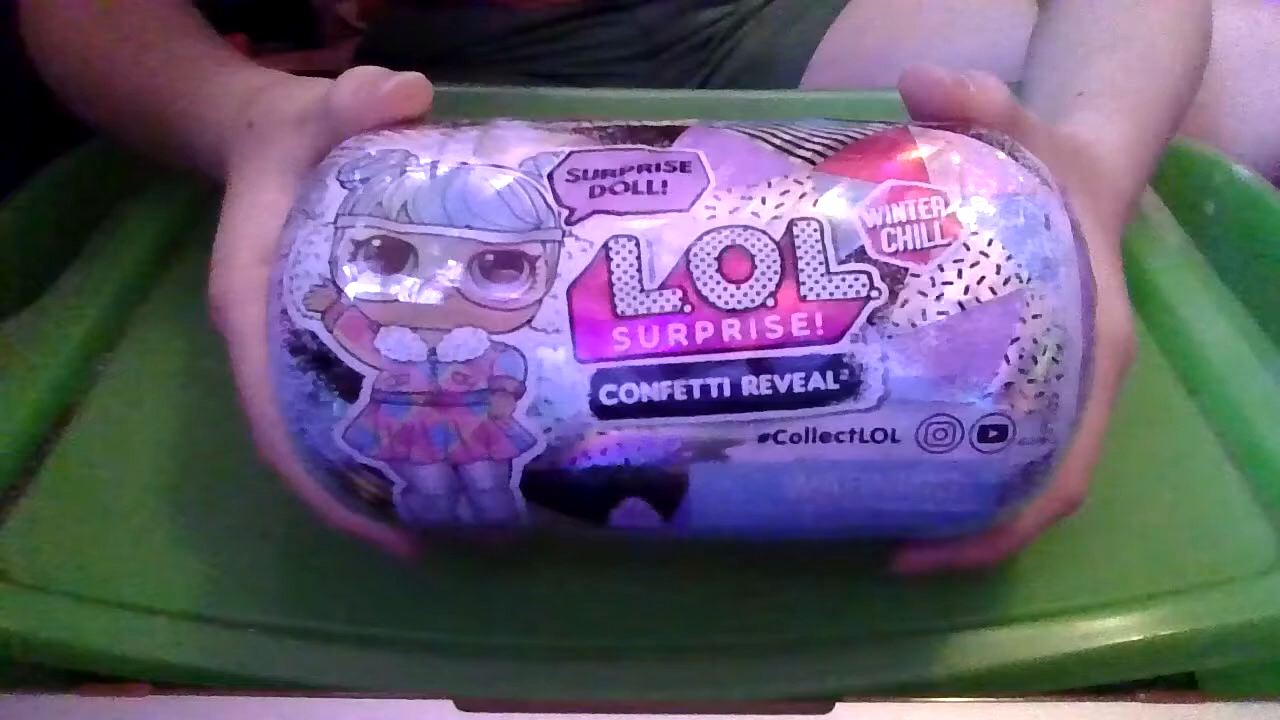 SURPRISE
DOLL!
WINTER
CHILL
L.O.L.
SURPRISE!
CONFETTI REVEAL
#CollectLOL